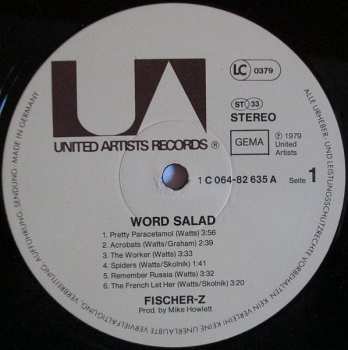 UA
UNITED ARTISTS RECORDS ®
LC 0379
ST 33
STEREO
GEMA
℗ 1979
United
Artists
1 C 064-82 635 A
Seite 1
WORD SALAD
1. Pretty Paracetamol (Watts) 3:56
2. Acrobats (Watts/Graham) 2:39
3. The Worker (Watts) 3:33
4. Spiders (Watts/Skolnik) 1:41
5. Remember Russia (Watts) 3:12
6. The French Let Her (Watts/Skolnik) 3:20
FISCHER-Z
Prod. by Mike Howlett
ALLE URHEBER- UND LEISTUNGSSCHUTZRECHTE VORBEHALTEN · KEIN VERLEIH! KEINE UNERLAUBTE VERVIELFÄLTIGUNG, VERMIETUNG, AUFFÜHRUNG, SENDUNG · MADE IN GERMANY